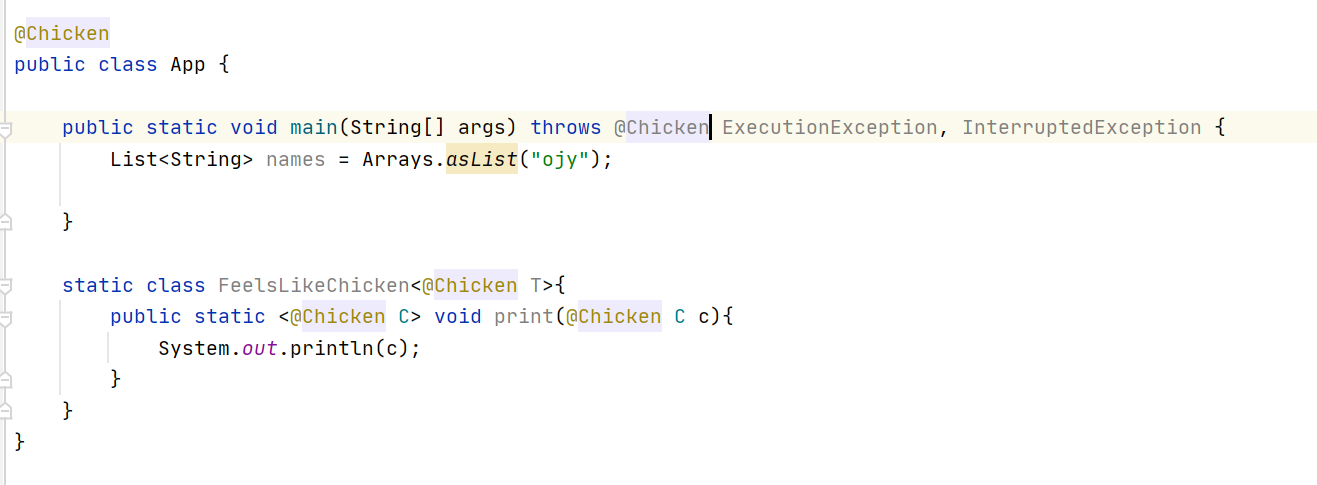 @Chicken
public class App {
public static void main(String[] args) throws @Chicken ExecutionException, InterruptedException {
List<String> names = Arrays.asList("ojy");
}
static class FeelsLikeChicken<@Chicken T>{
public static <@Chicken C> void print(@Chicken C c){
System.out.println(c);
}
}
}